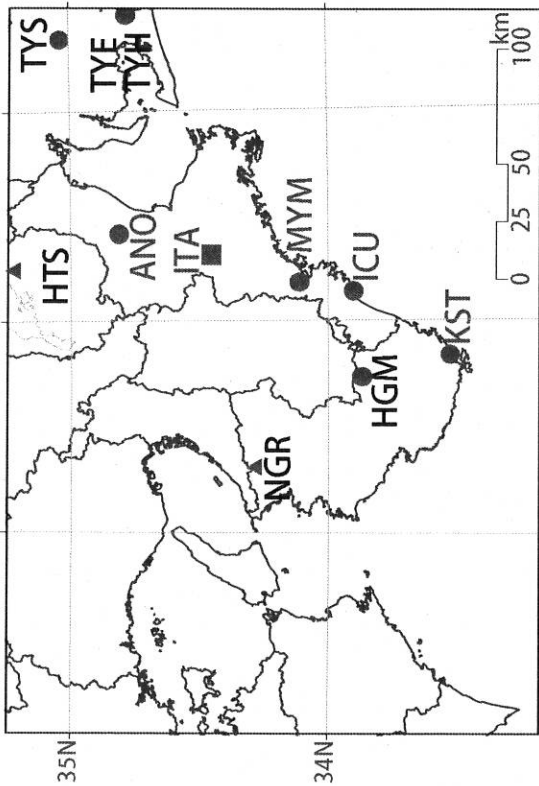 TYS
TYE
TYH
HTS
ANO
ITA
MYM
ICU
HGM
KST
NGR
35N
34N
0
25
50
100
km